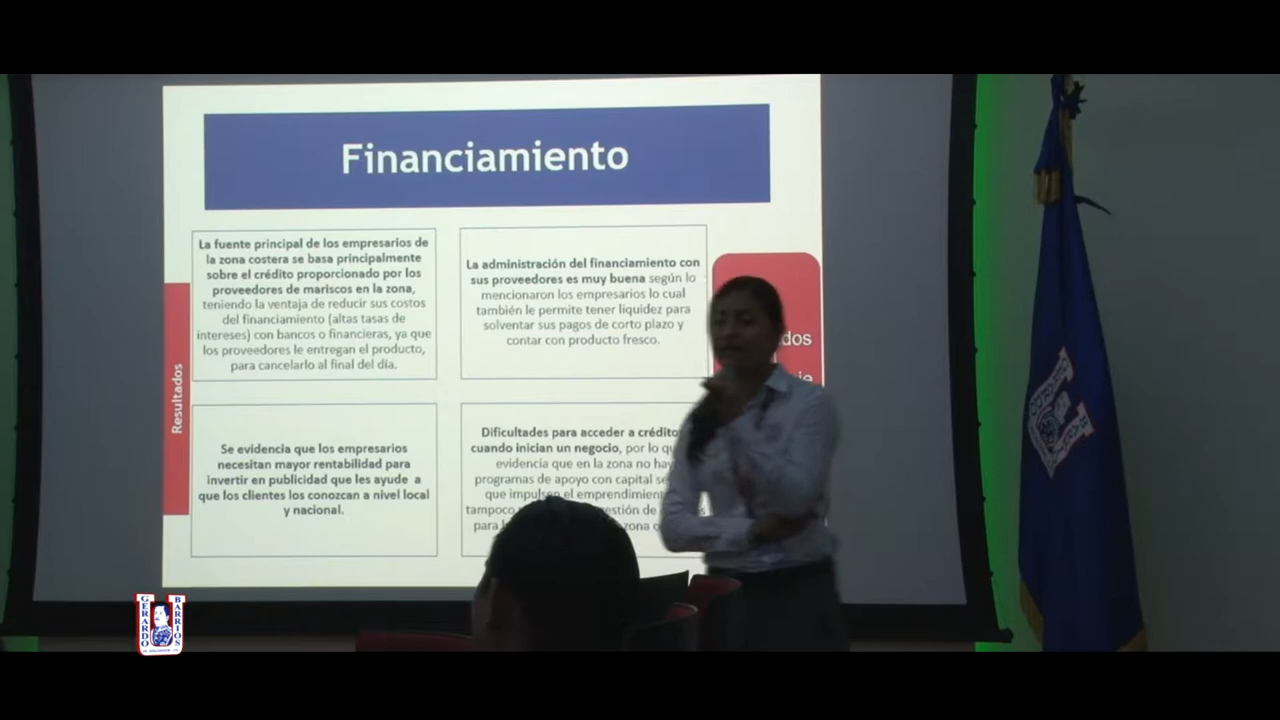 Financiamiento
La fuente principal de los empresarios de
la zona costera se basa principalmente
sobre el crédito proporcionado por los
proveedores de mariscos en la zona,
teniendo la ventaja de reducir sus costos
del financiamiento (altas tasas de
intereses) con bancos o financieras, ya que
los proveedores le entregan el producto,
para cancelarlo al final del día.
La administración del financiamiento con
sus proveedores es muy buena según lo
mencionaron los empresarios lo cual
también le permite tener liquidez para
solventar sus pagos de corto plazo y
contar con producto fresco.
Resultados
Se evidencia que los empresarios
necesitan mayor rentabilidad para
invertir en publicidad que les ayude a
que los clientes los conozcan a nivel local
y nacional.
Dificultades para acceder a crédito
cuando inician un negocio, por lo
evidencia que en la zona no
programas de apoyo con capital
que impulsen el
tampoco
zona
dos
GERARDO
BARRIOS